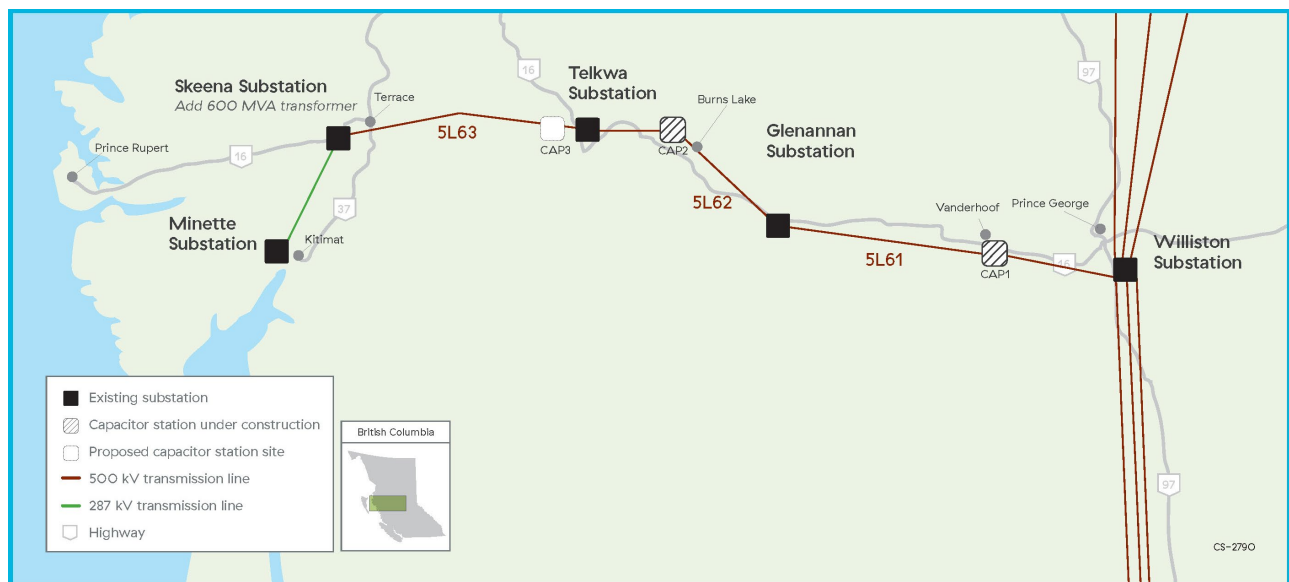 Skeena Substation
Add 600 MVA transformer
Terrace
16
Telkwa
Substation
Burns Lake
97
Prince Rupert
16
5L63
CAP3
CAP2
Glenannan
Substation
Minette
Substation
37
Kitimat
5L62
Vanderhoof
Prince George
5L61
16
CAP1
Williston
Substation
Existing substation
Capacitor station under construction
Proposed capacitor station site
500 kV transmission line
287 kV transmission line
Highway
British Columbia
97
CS-2790